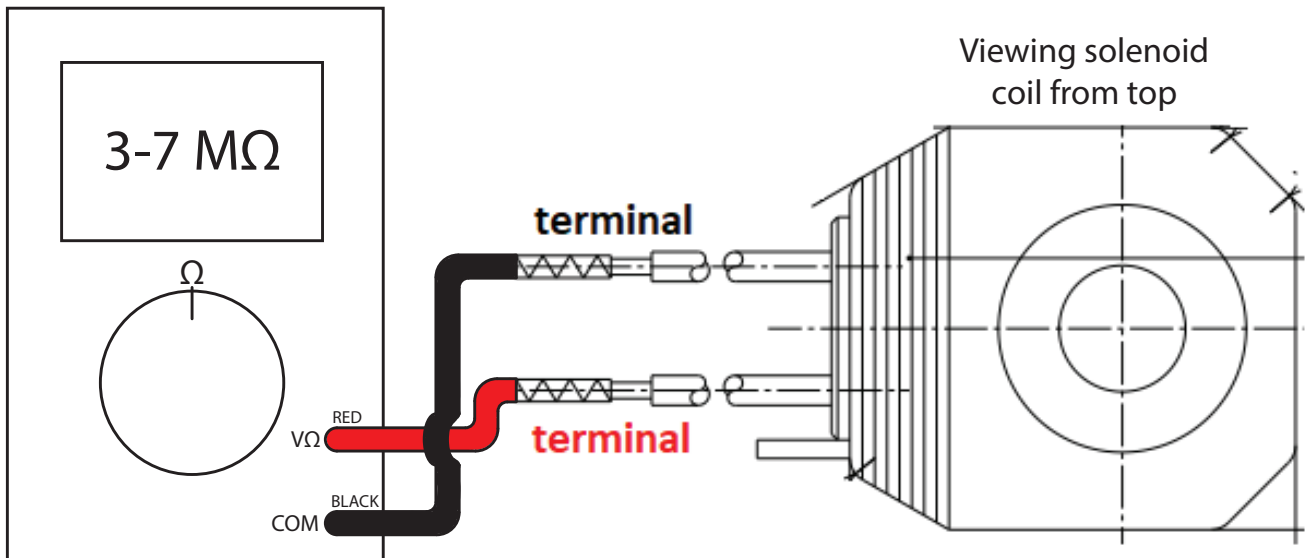 Viewing solenoid
coil from top
3-7 MΩ
terminal
Ω
RED
VΩ
terminal
BLACK
COM